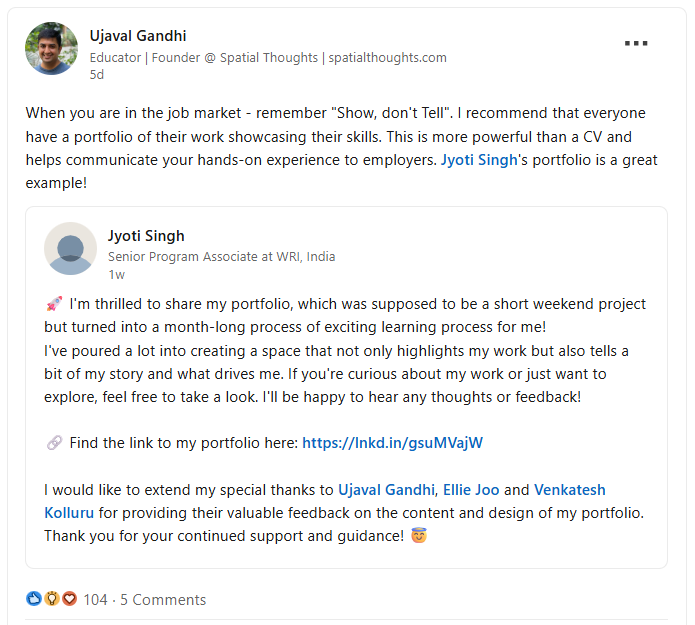 Ujaval Gandhi
Educator | Founder @ Spatial Thoughts | spatialthoughts.com
5d
When you are in the job market - remember "Show, don't Tell". I recommend that everyone
have a portfolio of their work showcasing their skills. This is more powerful than a CV and
helps communicate your hands-on experience to employers. Jyoti Singh's portfolio is a great
example!
Jyoti Singh
Senior Program Associate at WRI, India
1w
🚀 I'm thrilled to share my portfolio, which was supposed to be a short weekend project
but turned into a month-long process of exciting learning process for me!
I've poured a lot into creating a space that not only highlights my work but also tells a
bit of my story and what drives me. If you're curious about my work or just want to
explore, feel free to take a look. I'll be happy to hear any thoughts or feedback!
🔗 Find the link to my portfolio here: https://lnkd.in/gsuMVajW
I would like to extend my special thanks to Ujaval Gandhi, Ellie Joo and Venkatesh
Kolluru for providing their valuable feedback on the content and design of my portfolio.
Thank you for your continued support and guidance! 😇
104 · 5 Comments